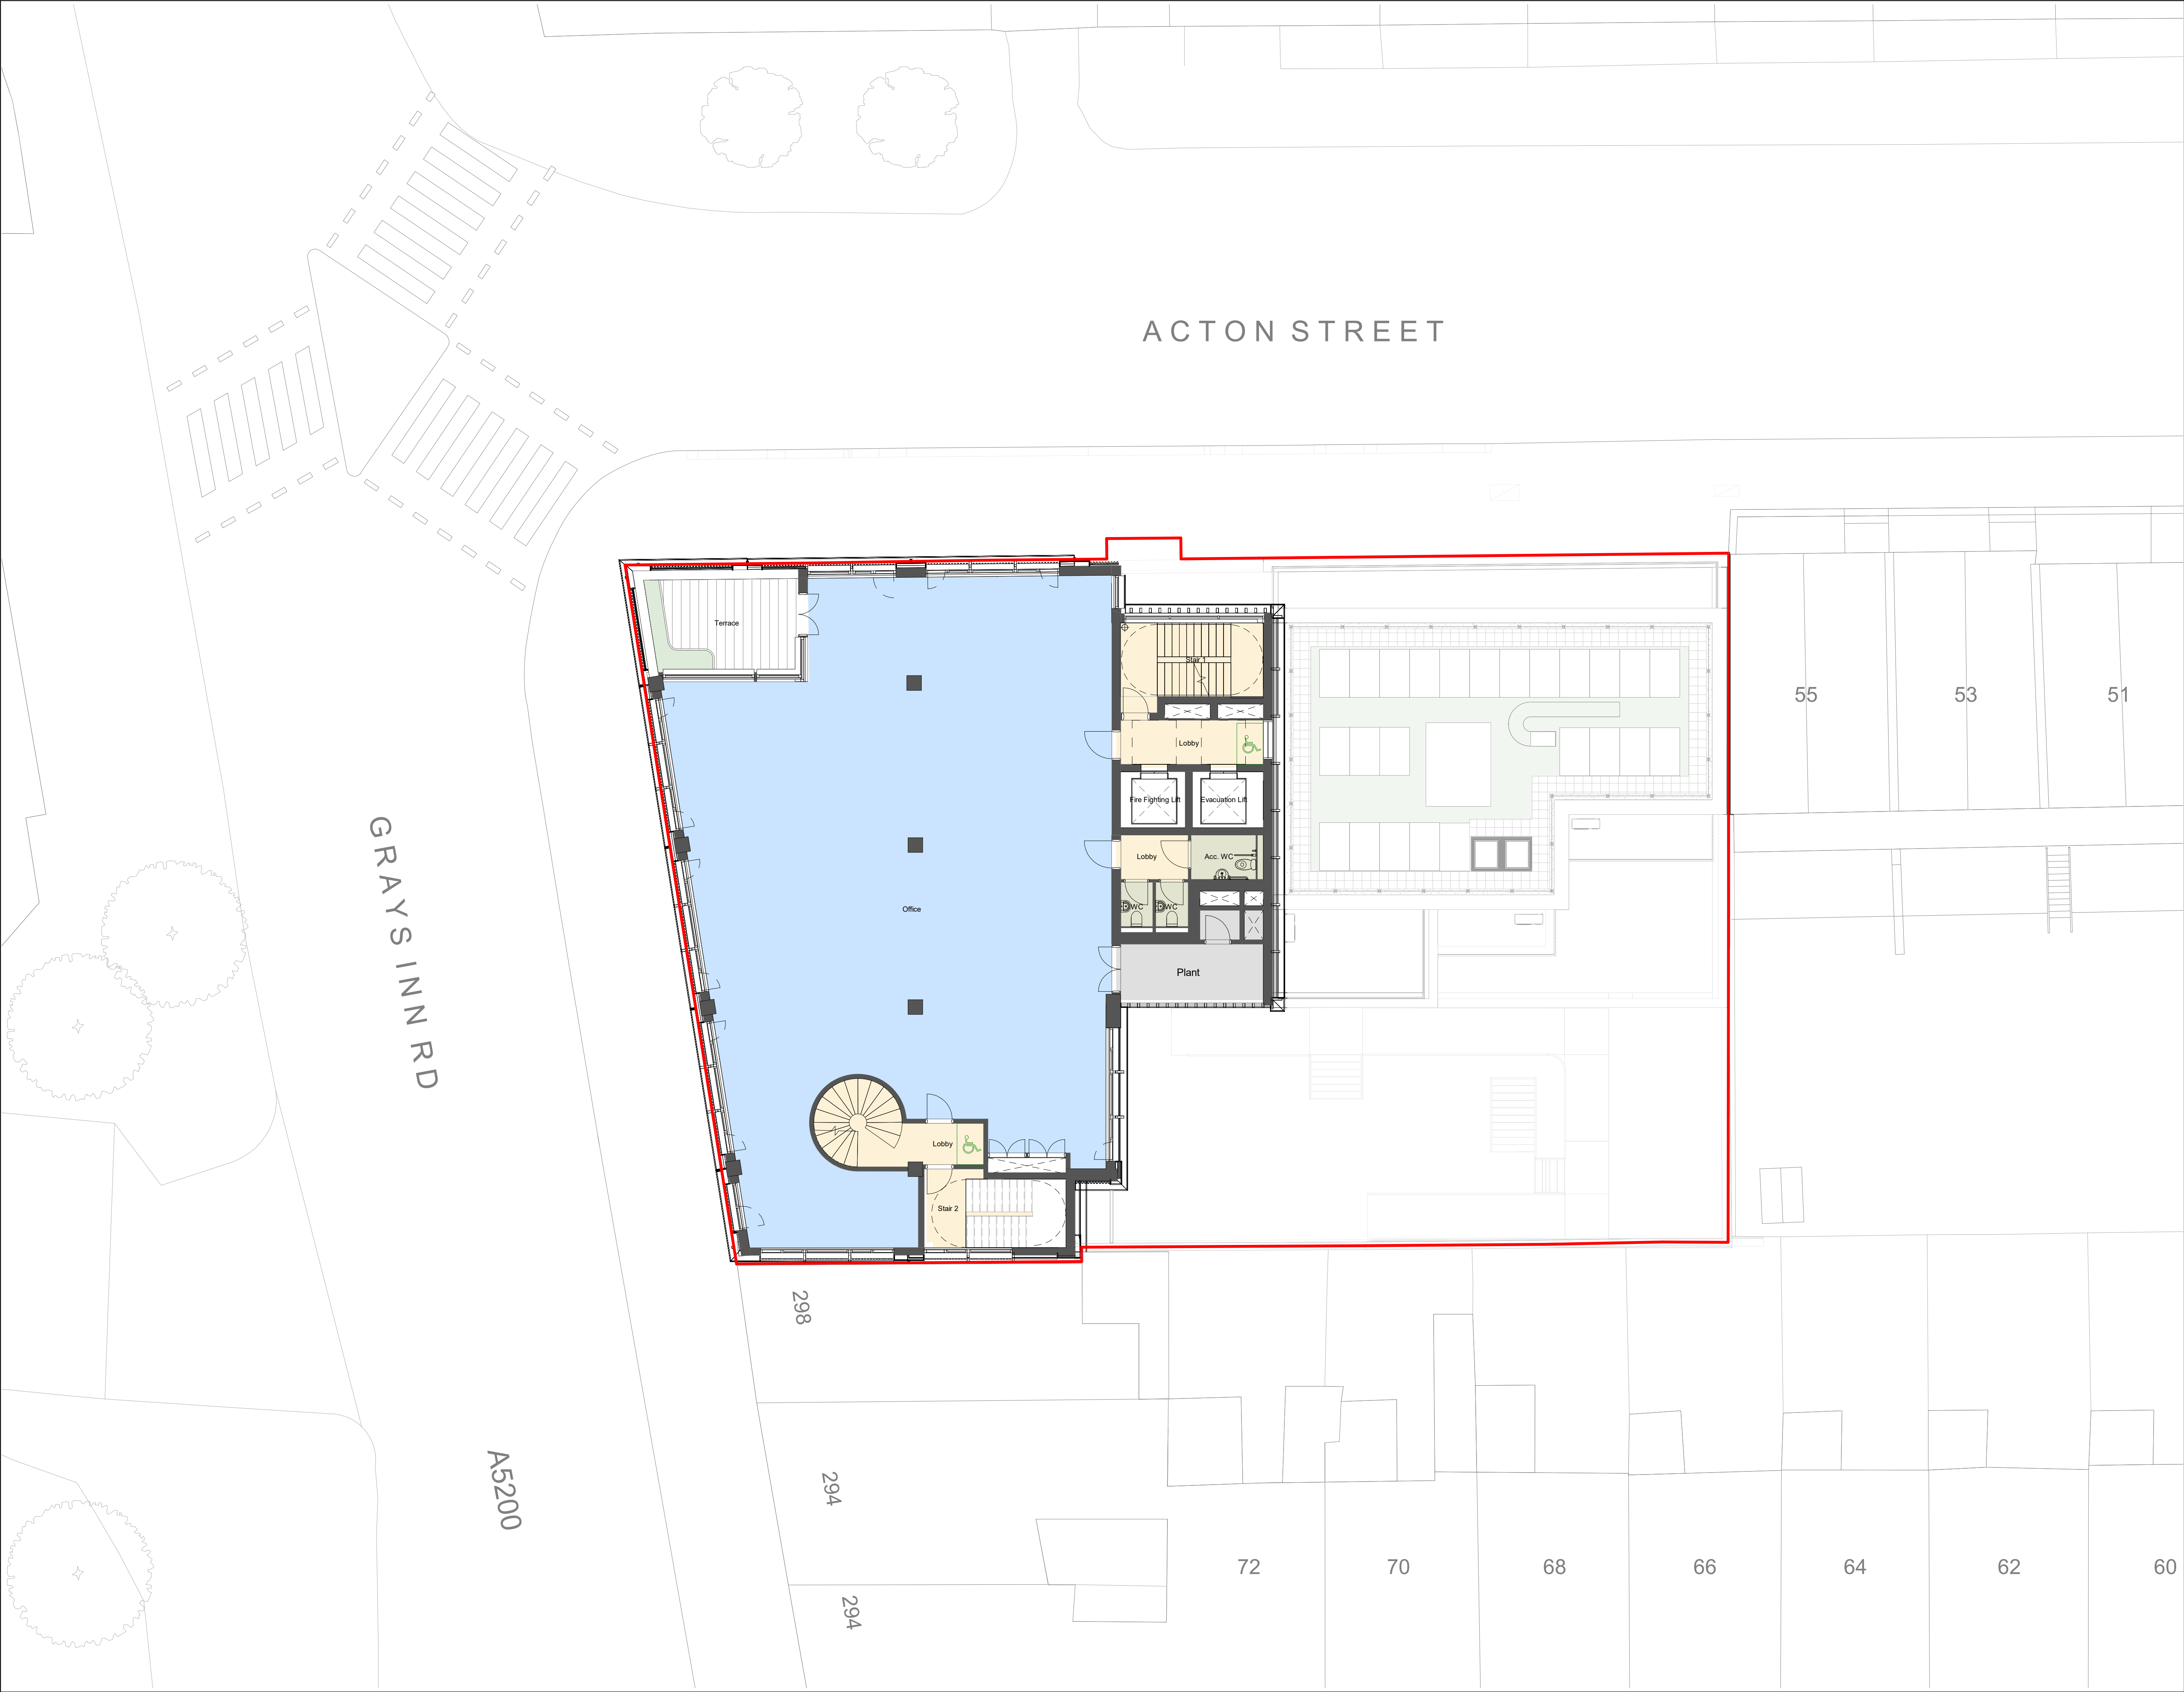 ACTON STREET
Terrace
Stair 1
55
53
51
Lobby
Fire Fighting Lift
Evacuation Lift
GRAYS INN RD
Lobby
Acc. WC
WC
WC
Office
Plant
Lobby
Stair 2
298
A5200
294
294
72
70
68
66
64
62
60